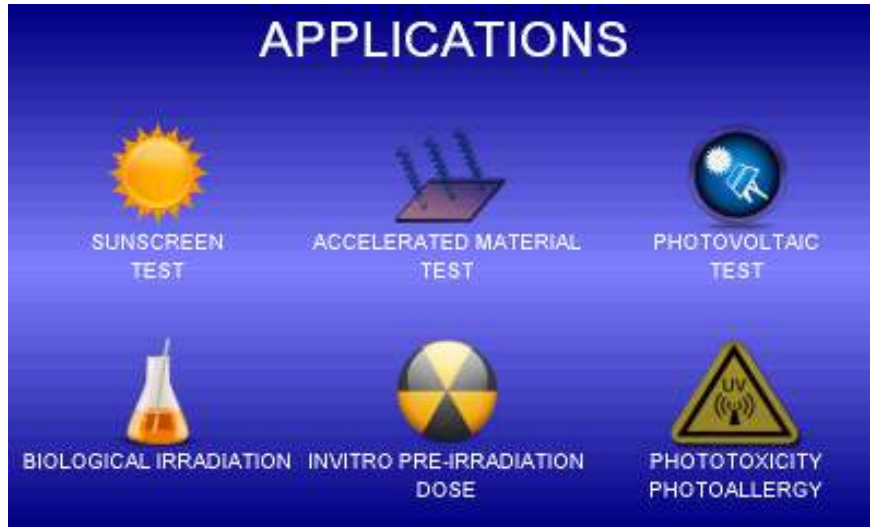 APPLICATIONS
SUNSCREEN
TEST
ACCELERATED MATERIAL
TEST
PHOTOVOLTAIC
TEST
BIOLOGICAL IRRADIATION
INVITRO PRE-IRRADIATION
DOSE
UV
PHOTOTOXICITY
PHOTOALLERGY